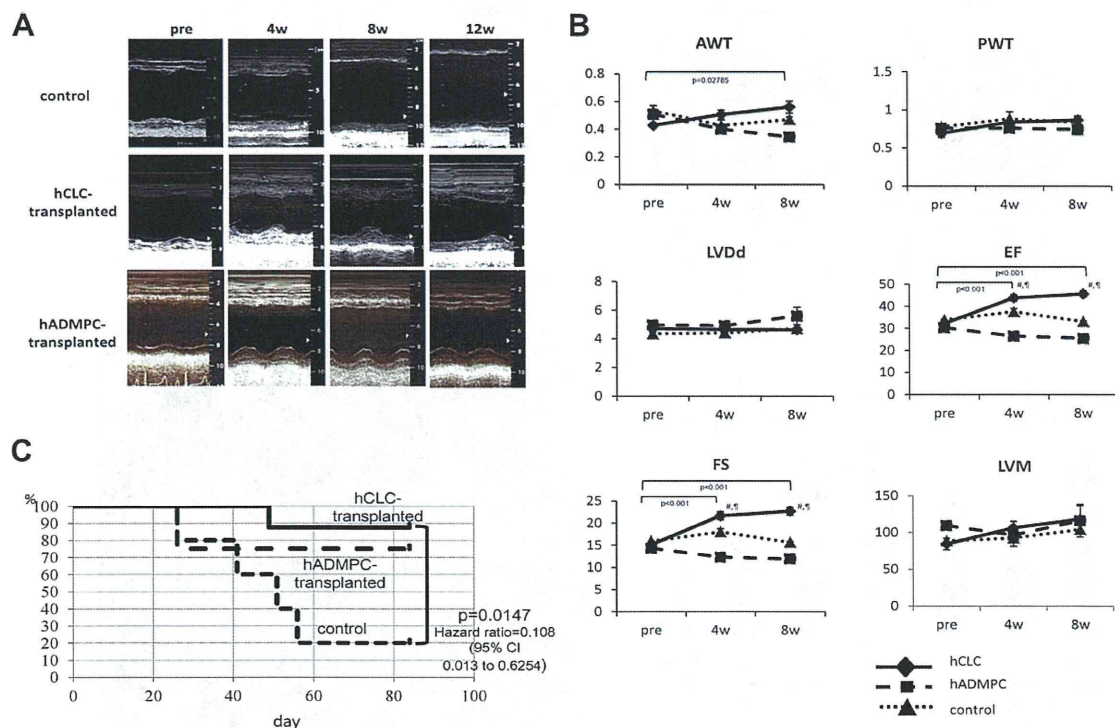 A
pre 4w 8w 12w
control
hCLC-
transplanted
hADMPC-
transplanted
B
AWT
p=0.02785
0.8
0.6
0.4
0.2
0
pre 4w 8w
PWT
1.5
1
0.5
0
pre 4w 8w
LVDd
8
6
4
2
0
pre 4w 8w
EF
p<0.001
p<0.001
#,¶ #,¶
50
40
30
20
10
0
pre 4w 8w
FS
p<0.001
p<0.001
#,¶ #,¶
25
20
15
10
5
0
pre 4w 8w
LVM
150
100
50
0
pre 4w 8w
hCLC
hADMPC
control
C
%
100
90
80
70
60
50
40
30
20
10
0
0 20 40 60 80 100
day
hCLC-
transplanted
hADMPC-
transplanted
control
p=0.0147
Hazard ratio=0.108
(95% CI
0.013 to 0.6254)